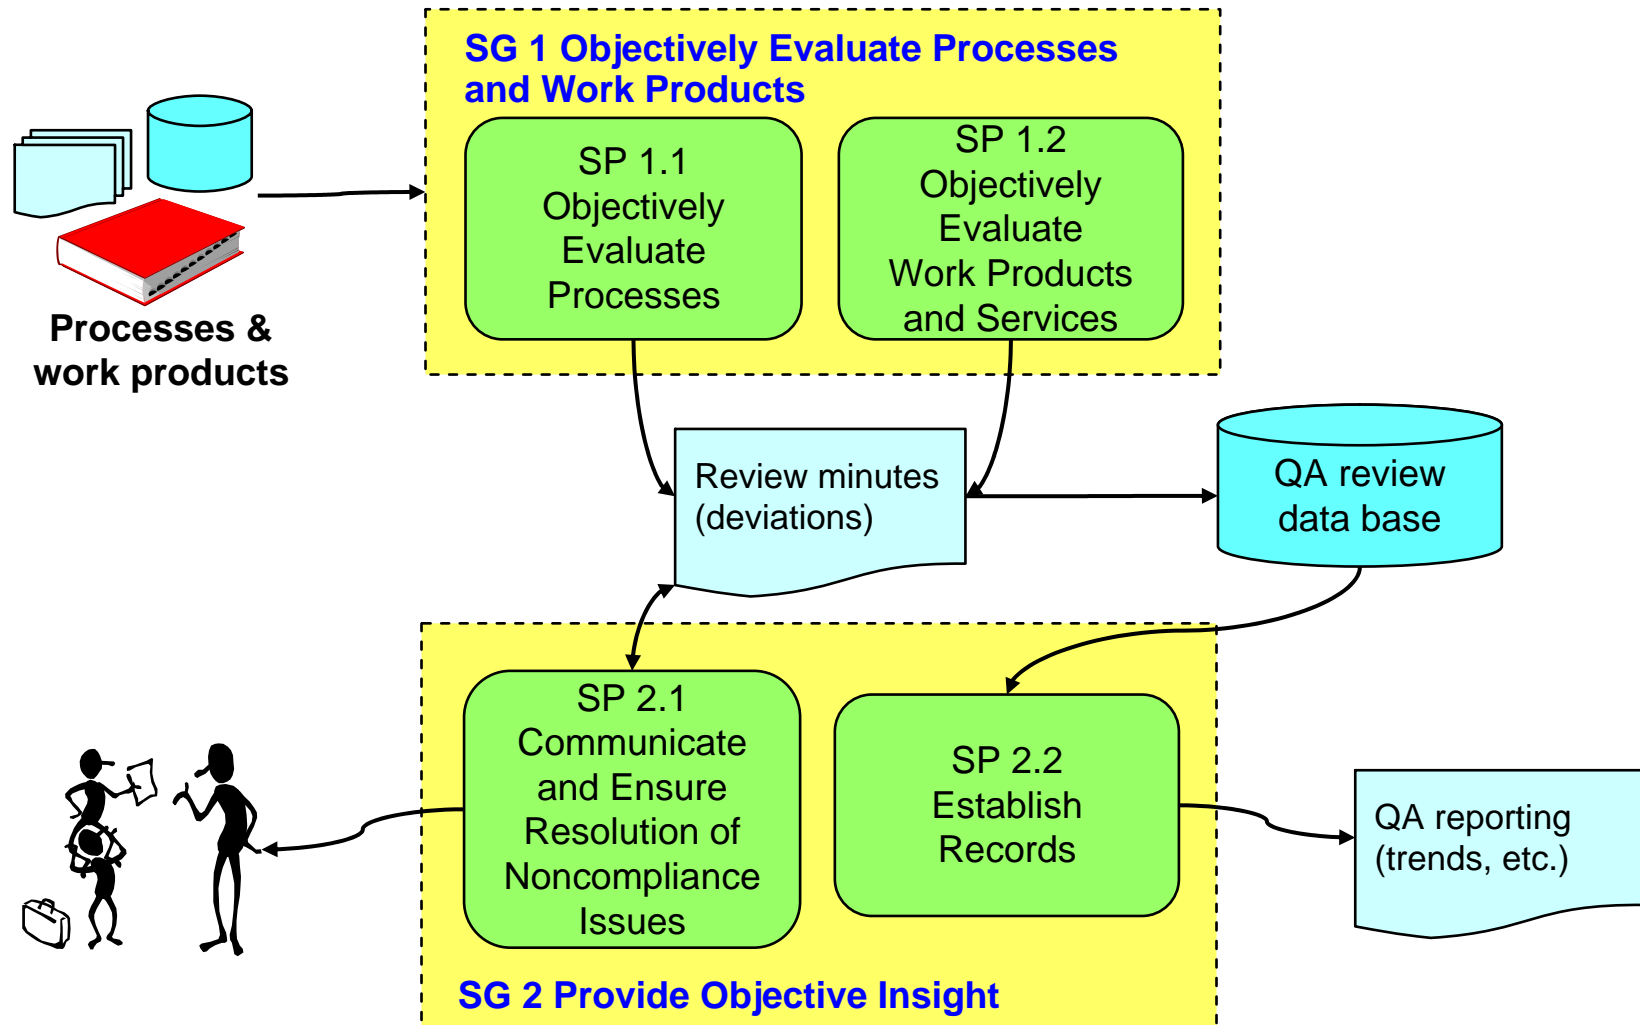 SG 1 Objectively Evaluate Processes
and Work Products
SP 1.1
Objectively
Evaluate
Processes
SP 1.2
Objectively
Evaluate
Work Products
and Services
Processes &
work products
Review minutes
(deviations)
QA review
data base
SP 2.1
Communicate
and Ensure
Resolution of
Noncompliance
Issues
SP 2.2
Establish
Records
QA reporting
(trends, etc.)
SG 2 Provide Objective Insight